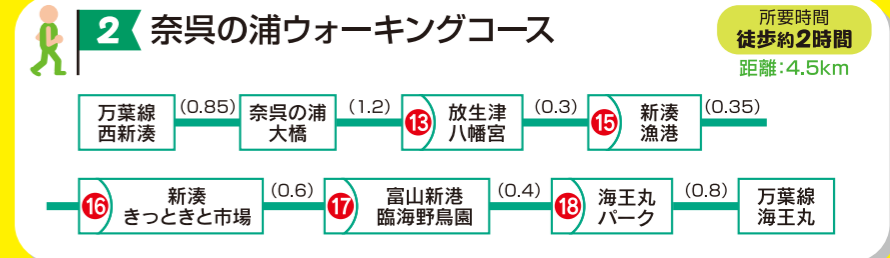 2 奈呉の浦ウォーキングコース
所要時間
徒歩約2時間
距離:4.5km
万葉線
西新湊
(0.85)
奈呉の浦
大橋
(1.2)
13 放生津
八幡宮
(0.3)
15 新湊
漁港
(0.35)
16 新湊
きっときと市場
(0.6)
17 富山新港
臨海野鳥園
(0.4)
18 海王丸
パーク
(0.8)
万葉線
海王丸